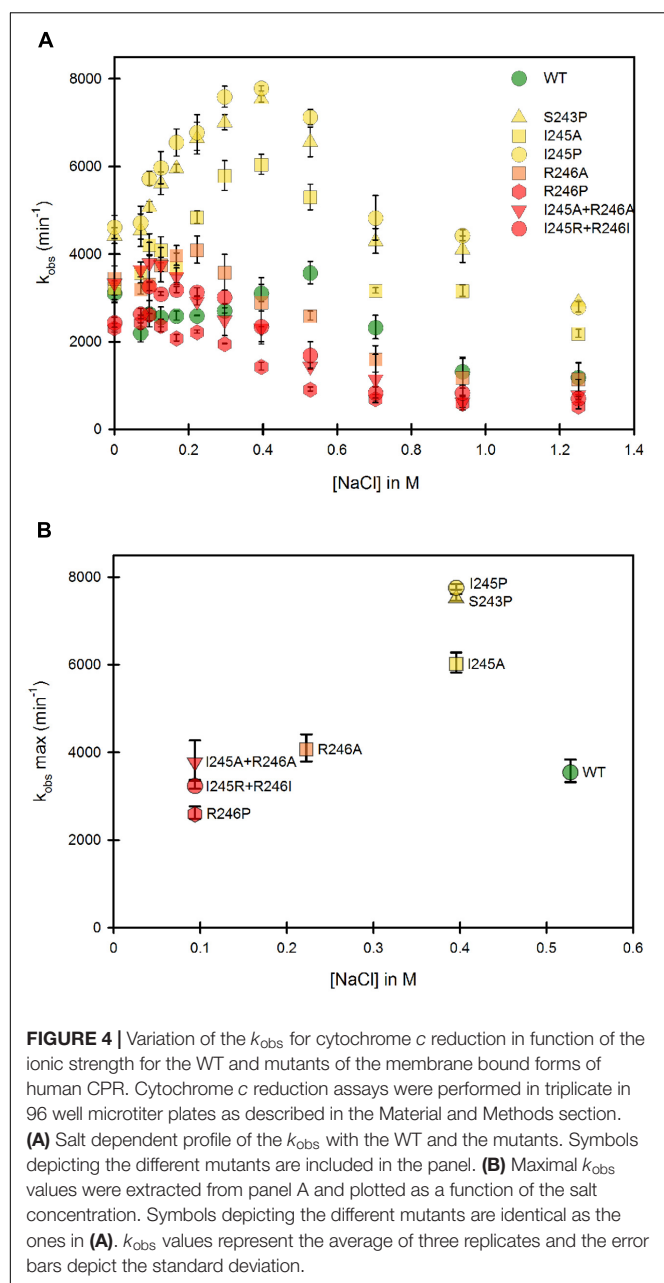 A
8000
6000
4000
2000
0
k_obs (min⁻¹)
0.0 0.2 0.4 0.6 0.8 1.0 1.2 1.4
[NaCl] in M
WT
S243P
I245A
I245P
R246A
R246P
I245A+R246A
I245R+R246I
B
8000
6000
4000
2000
0
k_obs max (min⁻¹)
I245P
S243P
I245A
R246A
I245A+R246A
I245R+R246I
R246P
WT
0 0.1 0.2 0.3 0.4 0.5 0.6
[NaCl] in M
FIGURE 4 | Variation of the k_obs for cytochrome c reduction in function of the
ionic strength for the WT and mutants of the membrane bound forms of
human CPR. Cytochrome c reduction assays were performed in triplicate in
96 well microtiter plates as described in the Material and Methods section.
(A) Salt dependent profile of the k_obs with the WT and the mutants. Symbols
depicting the different mutants are included in the panel. (B) Maximal k_obs
values were extracted from panel A and plotted as a function of the salt
concentration. Symbols depicting the different mutants are identical as the
ones in (A). k_obs values represent the average of three replicates and the error
bars depict the standard deviation.